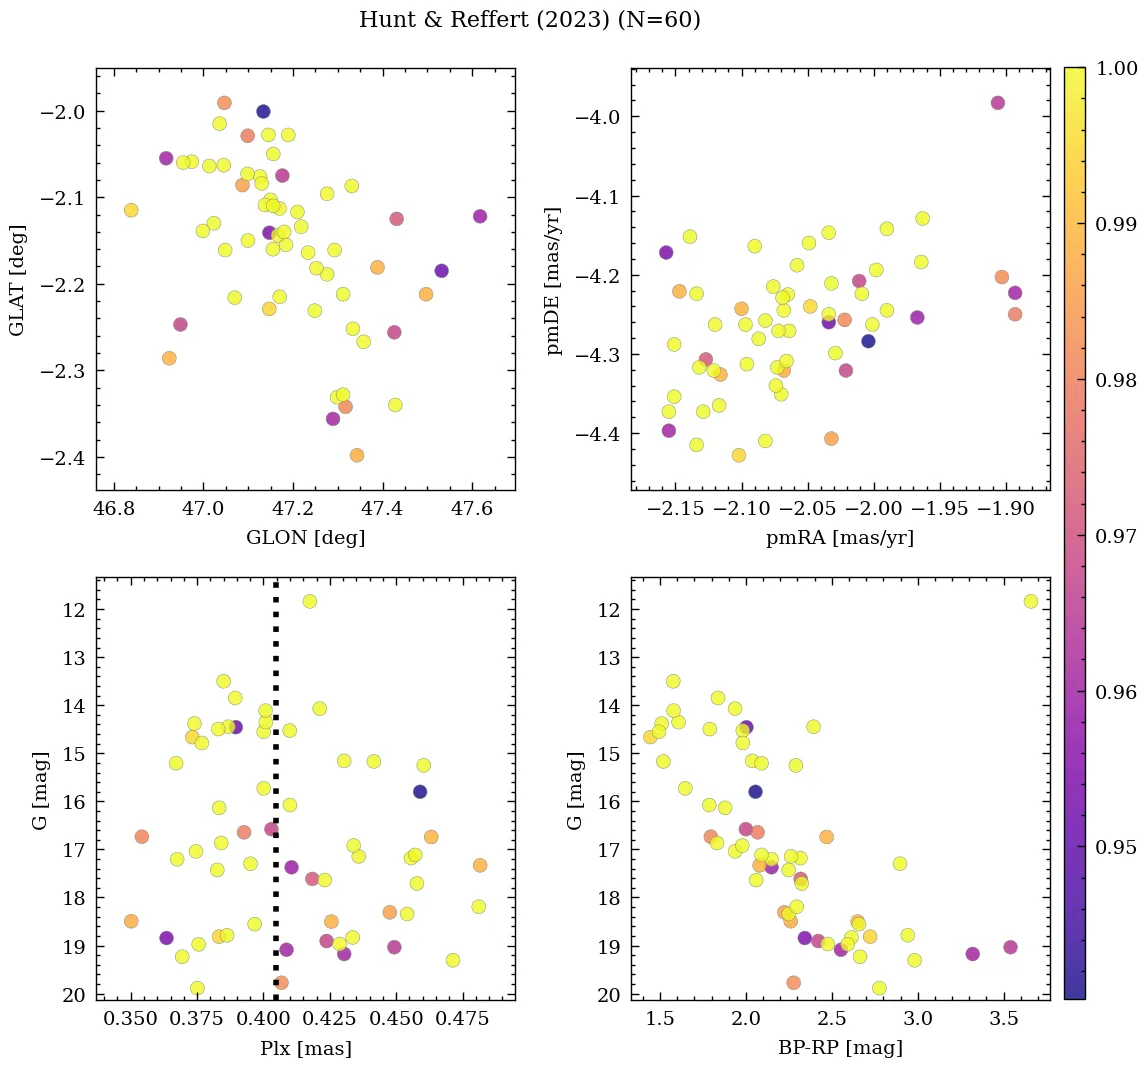 Hunt & Reffert (2023) (N=60)
−2.0
−2.1
−2.2
−2.3
−2.4
GLAT [deg]
46.8 47.0 47.2 47.4 47.6
GLON [deg]
−4.0
−4.1
−4.2
−4.3
−4.4
pmDE [mas/yr]
−2.15 −2.10 −2.05 −2.00 −1.95 −1.90
pmRA [mas/yr]
12
13
14
15
16
17
18
19
20
G [mag]
0.350 0.375 0.400 0.425 0.450 0.475
Plx [mas]
12
13
14
15
16
17
18
19
20
G [mag]
1.5 2.0 2.5 3.0 3.5
BP-RP [mag]
1.00
0.99
0.98
0.97
0.96
0.95